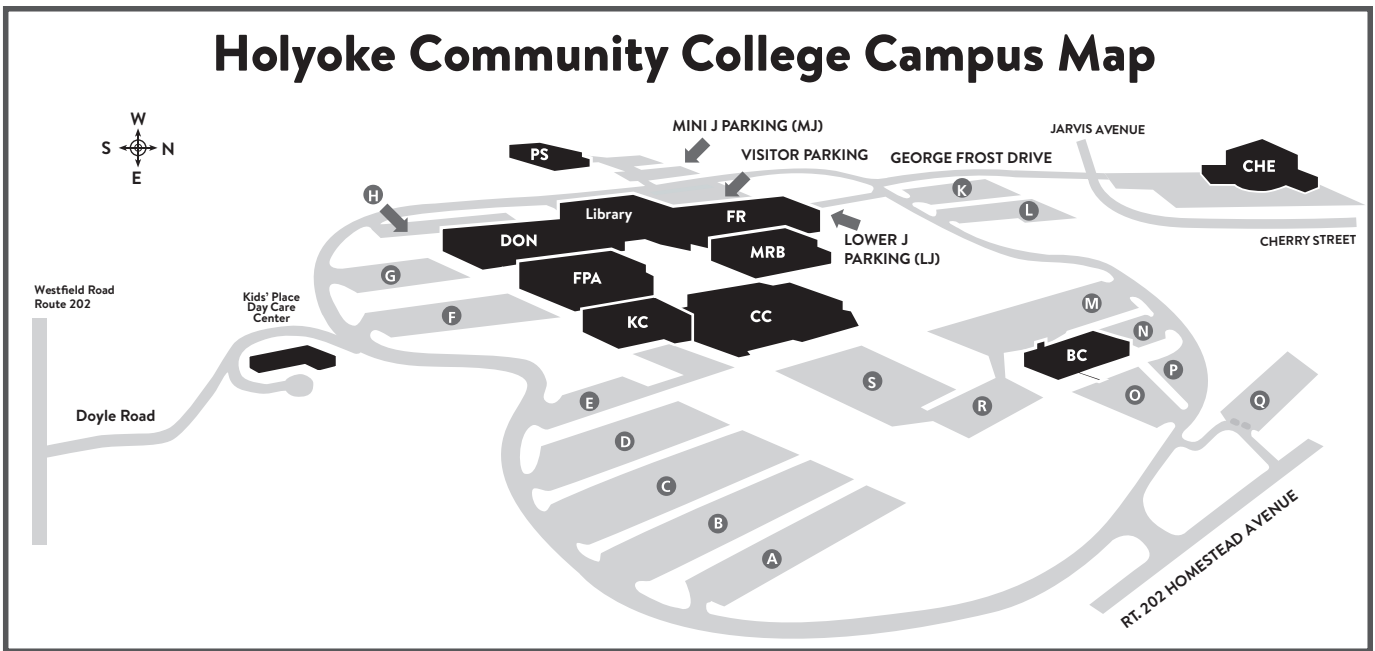 Holyoke Community College Campus Map
W
S N
E
MINI J PARKING (MJ)
VISITOR PARKING
GEORGE FROST DRIVE
JARVIS AVENUE
PS
CHE
H
K
L
Library
FR
DON
MRB
LOWER J
PARKING (LJ)
CHERRY STREET
G
FPA
Westfield Road
Route 202
Kids' Place
Day Care
Center
F
KC
CC
M
N
BC
P
Doyle Road
E
S
R
O
Q
D
C
B
A
RT. 202 HOMESTEAD AVENUE